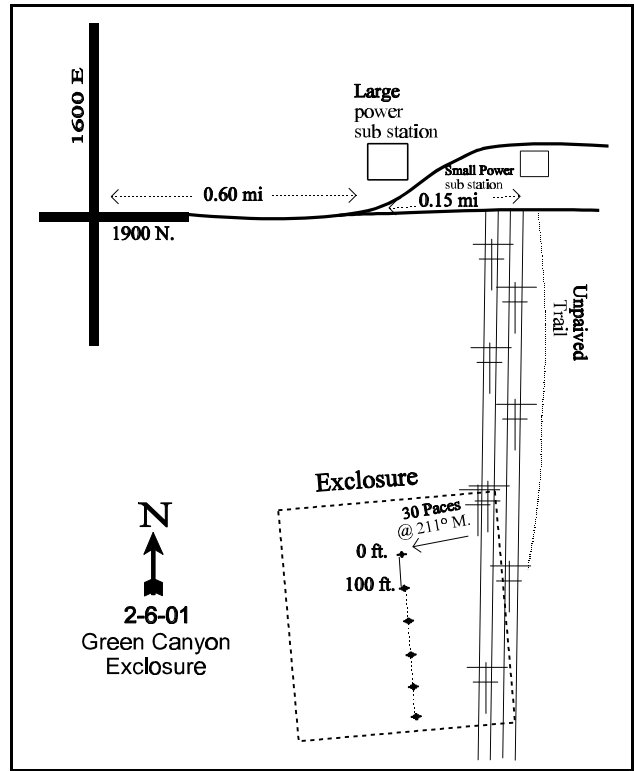 1600 E
Large
power
sub station
Small Power
sub station
0.60 mi
0.15 mi
1900 N.
Unpaived
Trail
Exclosure
30 Paces
@ 211° M.
0 ft.
100 ft.
N
2-6-01
Green Canyon
Exclosure